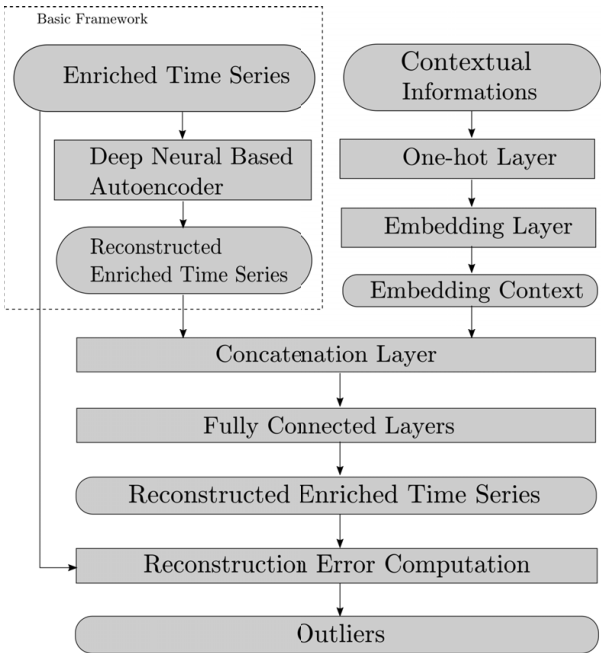 Basic Framework
Enriched Time Series
Deep Neural Based
Autoencoder
Reconstructed
Enriched Time Series
Contextual
Informations
One-hot Layer
Embedding Layer
Embedding Context
Concatenation Layer
Fully Connected Layers
Reconstructed Enriched Time Series
Reconstruction Error Computation
Outliers